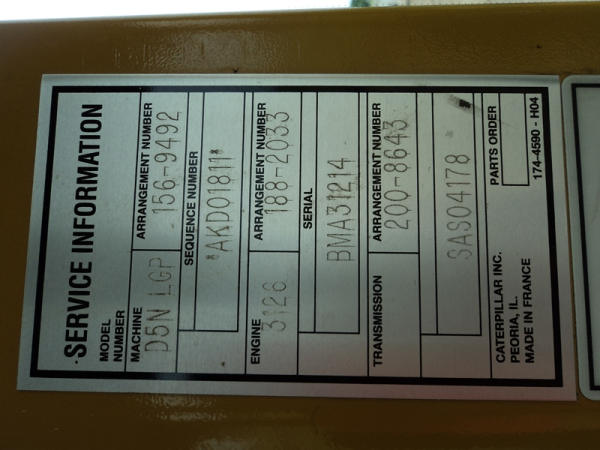 SERVICE INFORMATION
MODEL NUMBER
MACHINE ARRANGEMENT NUMBER
D5N LGP 156-9492
SEQUENCE NUMBER
*AKD01811*
ENGINE ARRANGEMENT NUMBER
3126 188-2033
SERIAL
BMA31214
TRANSMISSION ARRANGEMENT NUMBER
200-8643
SAS04178
CATERPILLAR INC. PARTS ORDER
PEORIA, IL.
MADE IN FRANCE 174-4590 - H04